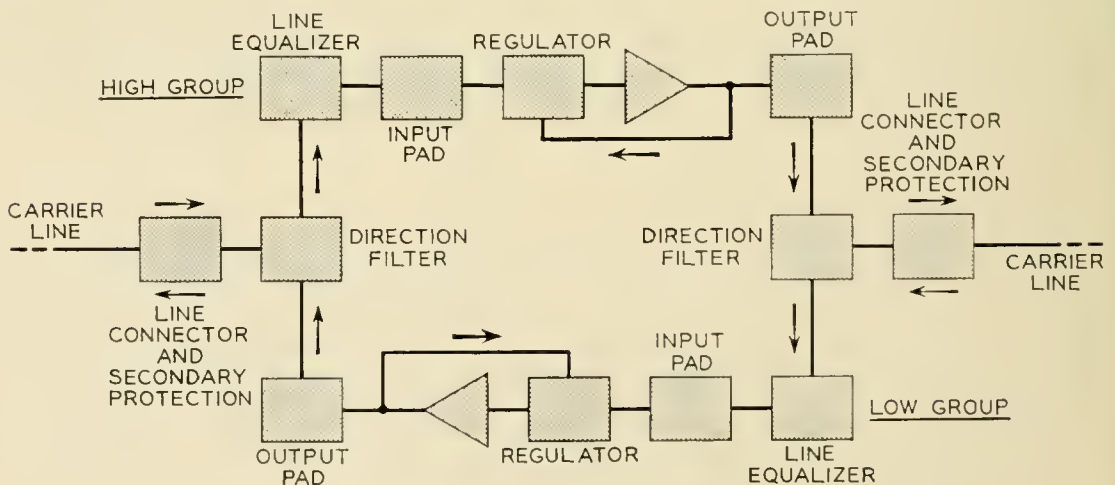 LINE
EQUALIZER
REGULATOR
OUTPUT
PAD
HIGH GROUP
INPUT
PAD
LINE
CONNECTOR
AND
SECONDARY
PROTECTION
CARRIER
LINE
DIRECTION
FILTER
DIRECTION
FILTER
CARRIER
LINE
LINE
CONNECTOR
AND
SECONDARY
PROTECTION
INPUT
PAD
LOW GROUP
OUTPUT
PAD
REGULATOR
LINE
EQUALIZER